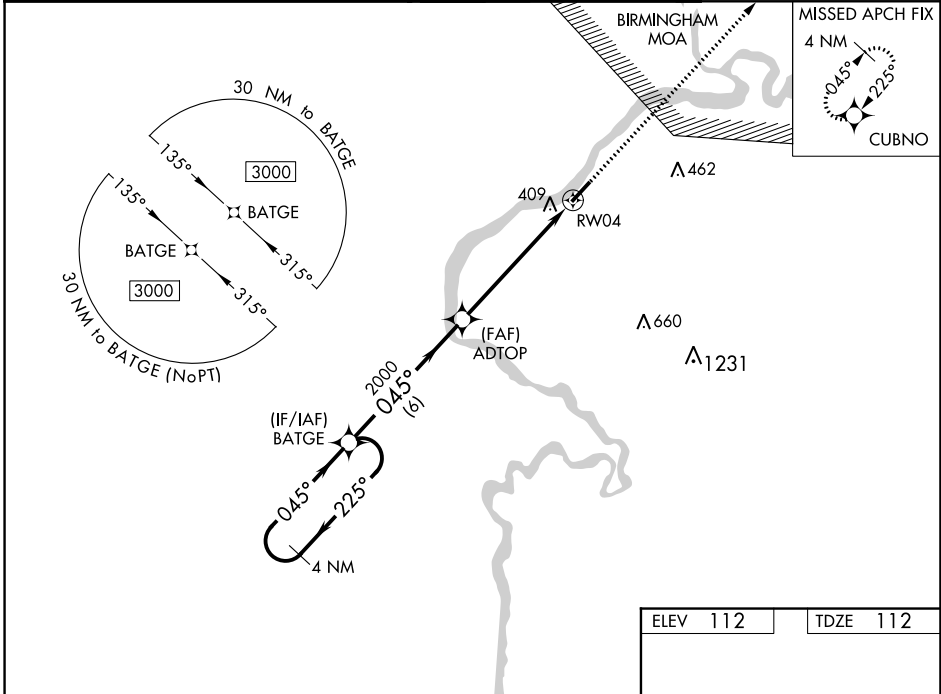 BIRMINGHAM
MOA
MISSED APCH FIX
4 NM
045°
225°
CUBNO
30 NM to BATGE
135°
3000
BATGE
315°
135°
BATGE
3000
315°
30 NM to BATGE (NoPT)
462
409
RW04
660
1231
(FAF)
ADTOP
2000
045°
(6)
(IF/IAF)
BATGE
045°
225°
4 NM
ELEV 112
TDZE 112